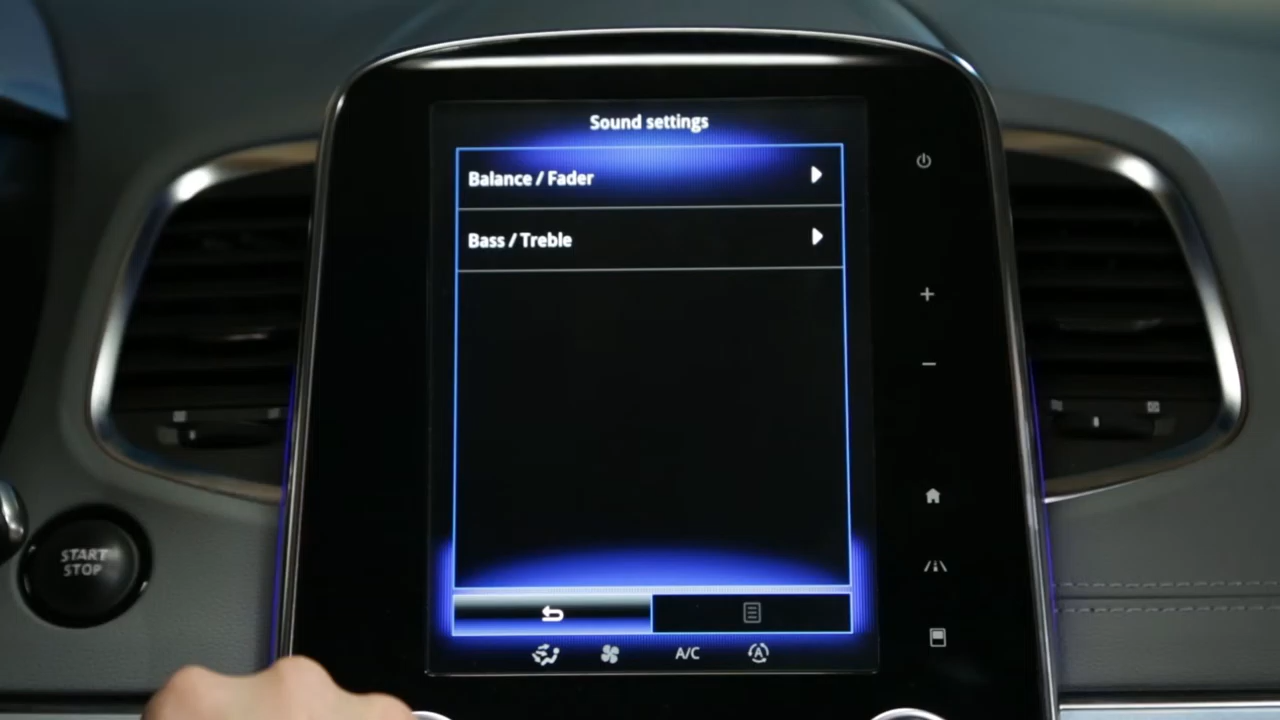 Sound settings
Balance / Fader
Bass / Treble
START
STOP
A/C
A